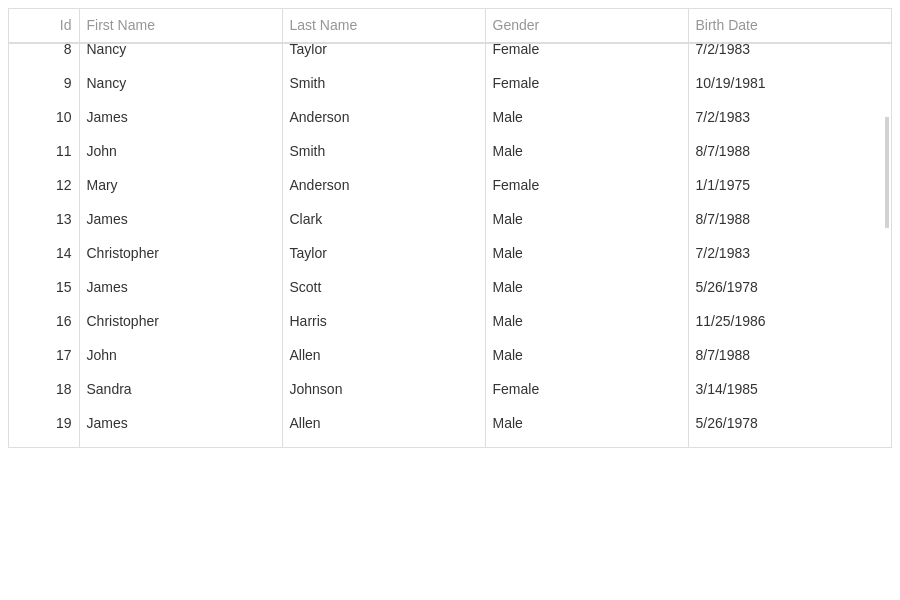 Id First Name Last Name Gender Birth Date
8 Nancy Taylor Female 7/2/1983
9 Nancy Smith Female 10/19/1981
10 James Anderson Male 7/2/1983
11 John Smith Male 8/7/1988
12 Mary Anderson Female 1/1/1975
13 James Clark Male 8/7/1988
14 Christopher Taylor Male 7/2/1983
15 James Scott Male 5/26/1978
16 Christopher Harris Male 11/25/1986
17 John Allen Male 8/7/1988
18 Sandra Johnson Female 3/14/1985
19 James Allen Male 5/26/1978